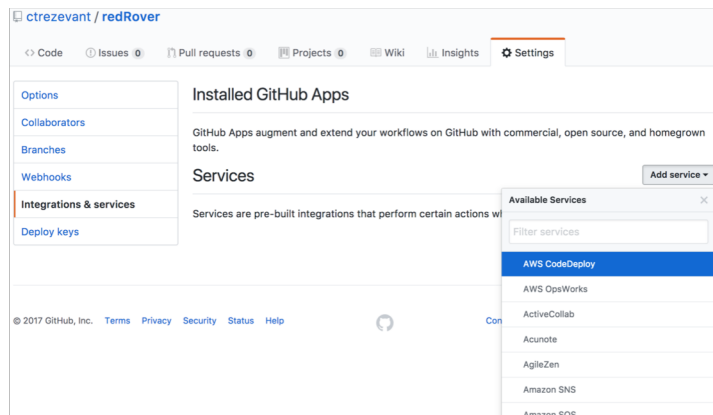 ctrezevant / redRover
Code Issues 0 Pull requests 0 Projects 0 Wiki Insights Settings
Options
Collaborators
Branches
Webhooks
Integrations & services
Deploy keys
Installed GitHub Apps
GitHub Apps augment and extend your workflows on GitHub with commercial, open source, and homegrown
tools.
Services
Add service
Services are pre-built integrations that perform certain actions
Available Services
Filter services
AWS CodeDeploy
AWS OpsWorks
ActiveCollab
Acunote
AgileZen
Amazon SNS
Amazon SQS
© 2017 GitHub, Inc. Terms Privacy Security Status Help
Con